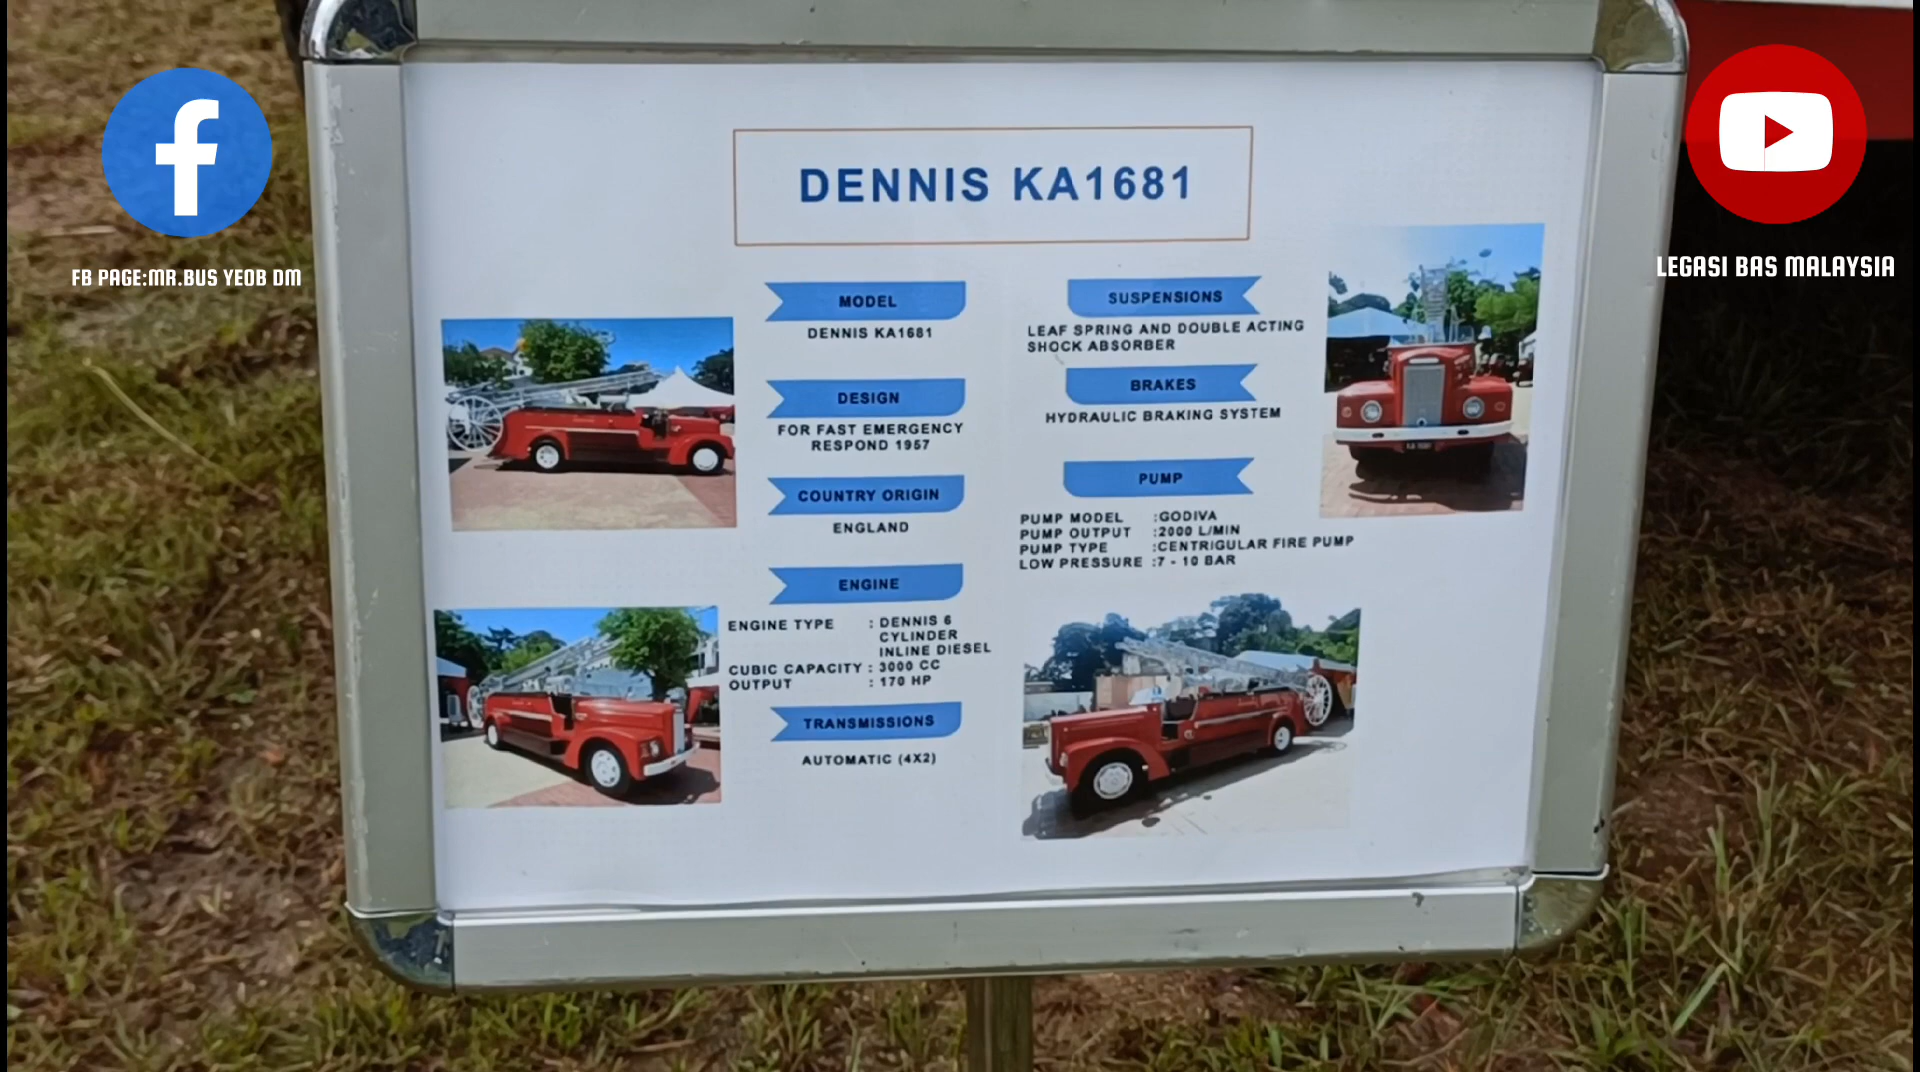 FB PAGE:MR.BUS YEOB DM
LEGASI BAS MALAYSIA
DENNIS KA1681
MODEL
DENNIS KA1681
DESIGN
FOR FAST EMERGENCY
RESPOND 1957
COUNTRY ORIGIN
ENGLAND
ENGINE
ENGINE TYPE : DENNIS 6
CYLINDER
INLINE DIESEL
CUBIC CAPACITY : 3000 CC
OUTPUT : 170 HP
TRANSMISSIONS
AUTOMATIC (4X2)
SUSPENSIONS
LEAF SPRING AND DOUBLE ACTING
SHOCK ABSORBER
BRAKES
HYDRAULIC BRAKING SYSTEM
PUMP
PUMP MODEL :GODIVA
PUMP OUTPUT :2000 L/MIN
PUMP TYPE :CENTRIGULAR FIRE PUMP
LOW PRESSURE :7 - 10 BAR